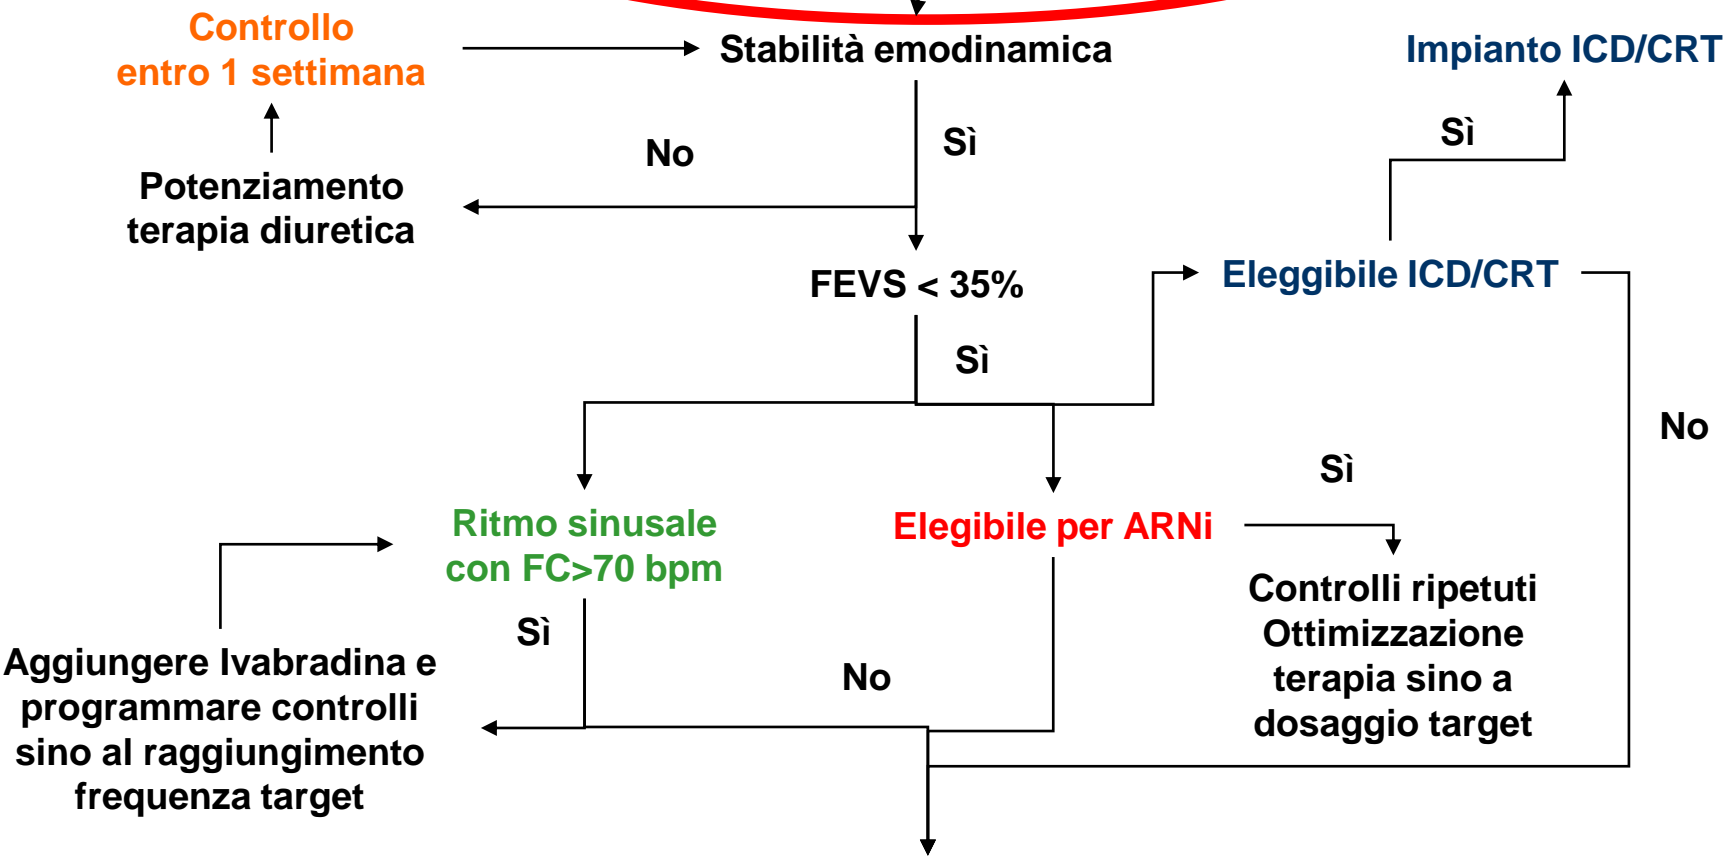 Controllo
entro 1 settimana
Stabilità emodinamica
Impianto ICD/CRT
Sì
No
Sì
Potenziamento
terapia diuretica
FEVS < 35%
Eleggibile ICD/CRT
Sì
No
Sì
Ritmo sinusale
con FC>70 bpm
Elegibile per ARNi
Controlli ripetuti
Ottimizzazione
terapia sino a
dosaggio target
Sì
No
Aggiungere Ivabradina e
programmare controlli
sino al raggiungimento
frequenza target